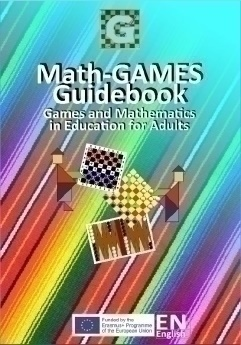 G
Math-GAMES
Guidebook
Games and Mathematics
in Education for Adults
Funded by the
Erasmus+ Programme
of the European Union
EN
English